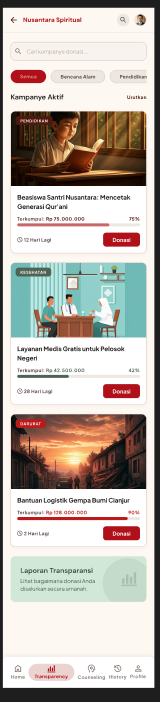 Nusantara Spiritual
Cari kampanye donasi...
Semua
Bencana Alam
Pendidikan
Kampanye Aktif
Urutkan
PENDIDIKAN
Beasiswa Santri Nusantara: Mencetak
Generasi Qur'ani
Terkumpul: Rp 75.000.000
75%
12 Hari Lagi
Donasi
KESEHATAN
Layanan Medis Gratis untuk Pelosok
Negeri
Terkumpul: Rp 42.500.000
42%
28 Hari Lagi
Donasi
DARURAT
Bantuan Logistik Gempa Bumi Cianjur
Terkumpul: Rp 128.000.000
90%
2 Hari Lagi
Donasi
Laporan Transparansi
Lihat bagaimana donasi Anda
disalurkan secara amanah.
Home
Transparency
Counseling
History
Profile